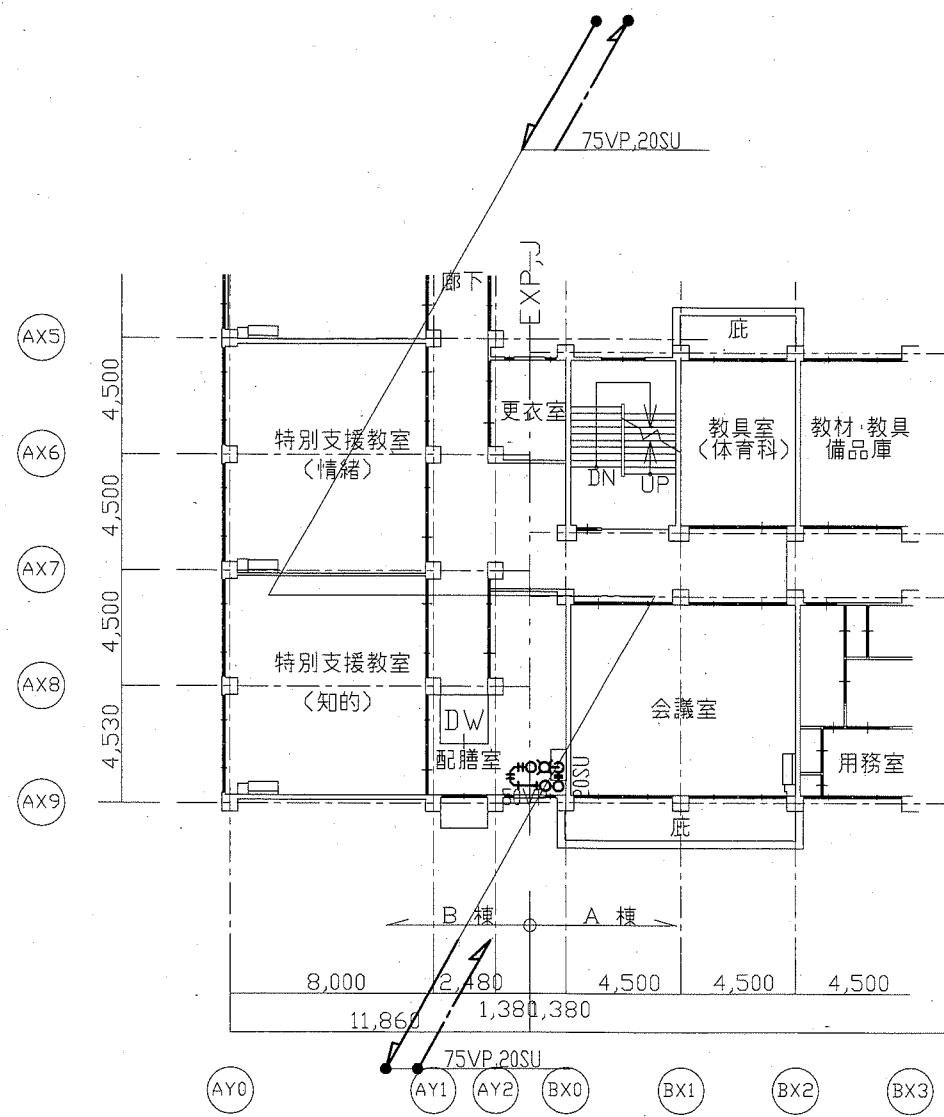 75VP,20SU
廊下
EXP,J
AX5
庇
4,500
更衣室
特別支援教室
(情緒)
教具室
(体育科)
教材・教具
備品庫
AX6
DN
UP
4,500
AX7
4,500
特別支援教室
(知的)
AX8
会議室
DW
4,530
配膳室
用務室
20SU
AX9
庇
B 棟
A 棟
8,000
2,480
4,500
4,500
4,500
1,380
1,380
11,860
75VP,20SU
AY0
AY1
AY2
BX0
BX1
BX2
BX3